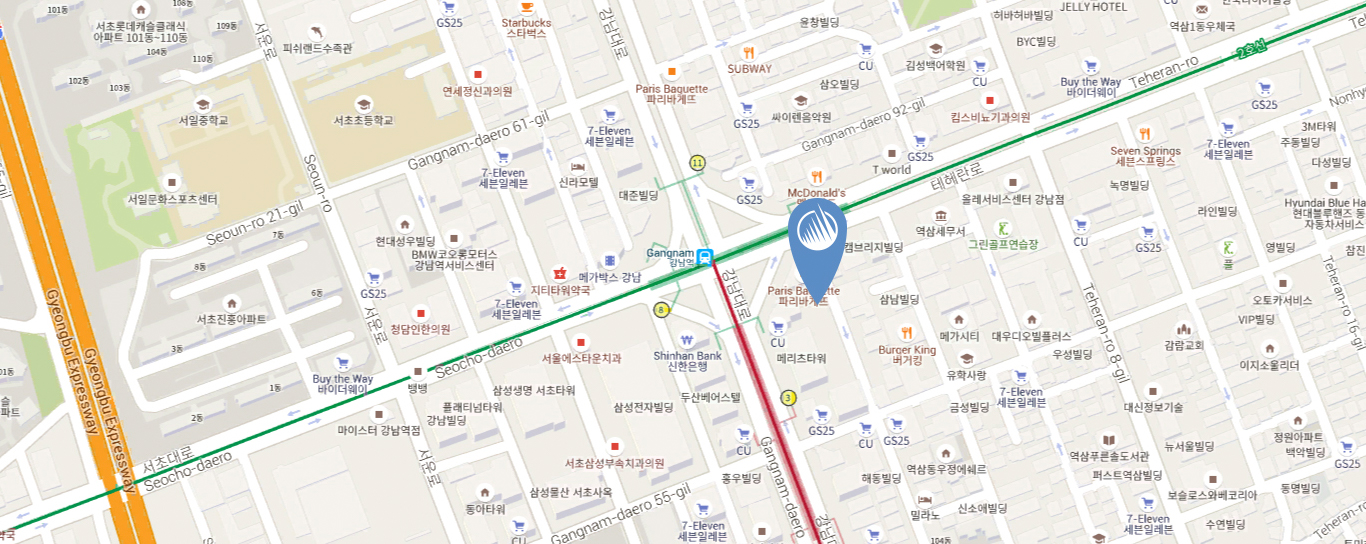 서초롯데캐슬클래식
아파트 101동~110동
109동
108동
104동
110동
102동
103동
서운로
피쉬랜드수족관
GS25
Starbucks
스타벅스
강남대로
연세정신과의원
서일중학교
서초초등학교
Gangnam-daero 61-gil
7-Eleven
세븐일레븐
7-Eleven
세븐일레븐
신라모텔
대준빌딩
Paris Baguette
파리바게뜨
SUBWAY
윤창빌딩
CU
삼오빌딩
GS25
싸이렌음악원
Gangnam-daero 92-gil
김성백어학원
CU
킴스비뇨기과의원
허바허바빌딩
JELLY HOTEL
BYC빌딩
역삼1동우체국
Buy the Way
바이더웨이
Teheran-ro
2호선
GS25
Nonhy
3M타워
주동빌딩
다성빌딩
7-Eleven
세븐일레븐
Seven Springs
세븐스프링스
녹명빌딩
라인빌딩
Hyundai Blue Ha
현대블루핸즈 동
자동차서비스
11
GS25
McDonald's
T.world
GS25
테헤란로
올레서비스센터 강남점
역삼세무서
그린골프연습장
CU
GS25
풀
영빌딩
서일문화스포츠센터
Seoun-ro
Seoun-ro 21-gil
7동
8동
6동
3동
1동
2동
서초진흥아파트
현대성우빌딩
BMW코오롱모터스
강남역서비스센터
GS25
서운로
청담인한의원
지티타워약국
메가박스 강남
7-Eleven
세븐일레븐
Gangnam
강남역
8
강남대로
캠브리지빌딩
Paris Baguette
파리바게뜨
삼남빌딩
CU
메리츠타워
Burger King
버거킹
메가시티
대우디오빌플러스
유학사랑
우성빌딩
Teheran-ro 8-gil
오토카서비스
VIP빌딩
감람교회
이지소울리더
Teheran-ro 16-gil
Gyeongbu Expressway
Gyeongbu Expressway
Buy the Way
바이더웨이
Seocho-daero
서울에스타운치과
Shinhan Bank
신한은행
빵빵
삼성생명 서초타워
플래티넘타워
강남빌딩
마이스터 강남역점
삼성전자빌딩
두산베어스텔
3
GS25
CU
CU
GS25
금성빌딩
7-Eleven
세븐일레븐
대신정보기술
정원아파트
백악빌딩
GS25
서초대로
Seocho-daero
서운로
서초삼성부속치과의원
삼성물산 서초사옥
동아타워
CU
Gangnam-daero 55-gil
홍우빌딩
7-Eleven
세븐일레븐
Gangnam-daero
해동빌딩
역삼동우정에쉐르
밀라노
신소애빌딩
104동
역삼푸른솔도서관
퍼스트역삼빌딩
뉴서울빌딩
보슬로스와베코리아
동명빌딩
수연빌딩
7-Eleven
세븐일레븐